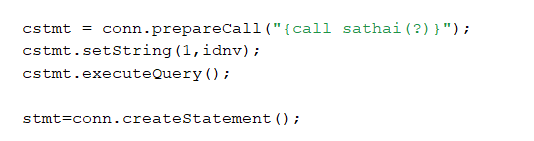 cstmt = conn.prepareCall("{call sathai(?)}");
cstmt.setString(1,idnv);
cstmt.executeQuery();
stmt=conn.createStatement();